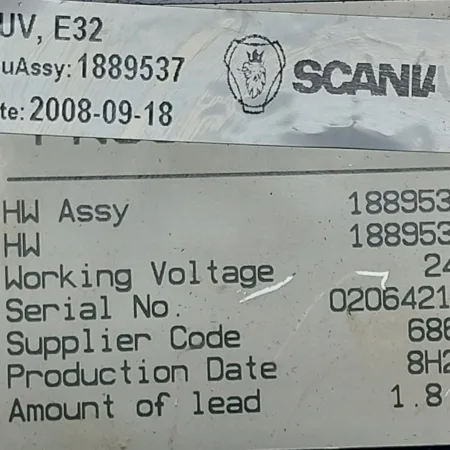 UV, E32
uAssy: 1889537
SCANIA
te: 2008-09-18
HW Assy 188953
HW 188953
Working Voltage 24
Serial No. 0206421
Supplier Code 686
Production Date 8H2
Amount of lead 1.8